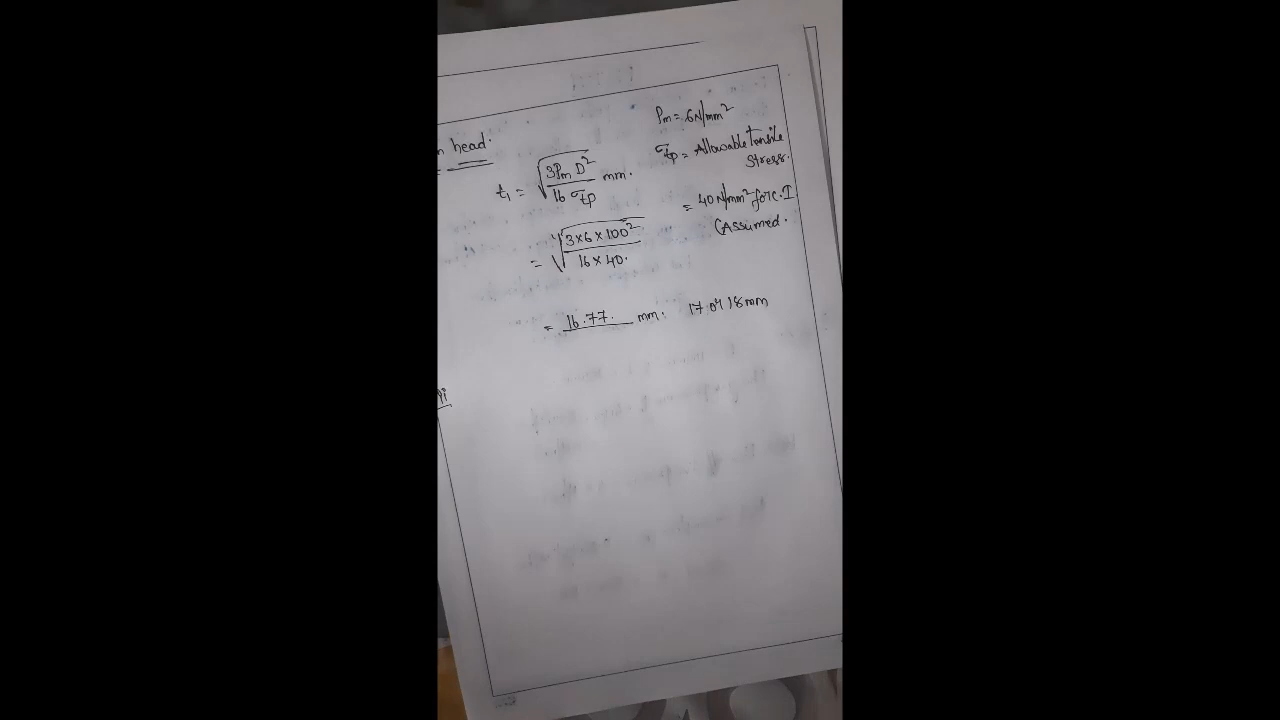 n head.
Pm = 6N/mm²
t₁ = √(3Pm D² / 16 σtp) mm.
σtp = Allowable Tensile
Stress.
= √(3×6×100² / 16×40.)
= 40N/mm² for C.I
(Assumed.
= 16.77. mm. 17 or 18mm